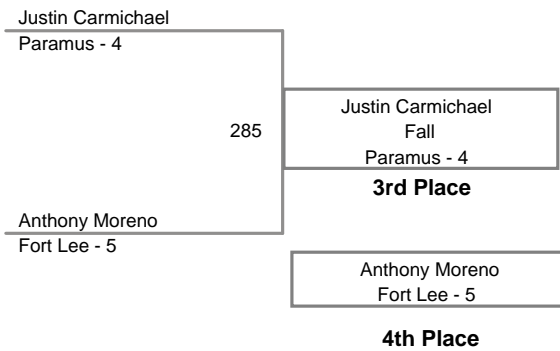 Justin Carmichael
Paramus - 4
285
Justin Carmichael
Fall
Paramus - 4
3rd Place
Anthony Moreno
Fort Lee - 5
Anthony Moreno
Fort Lee - 5
4th Place